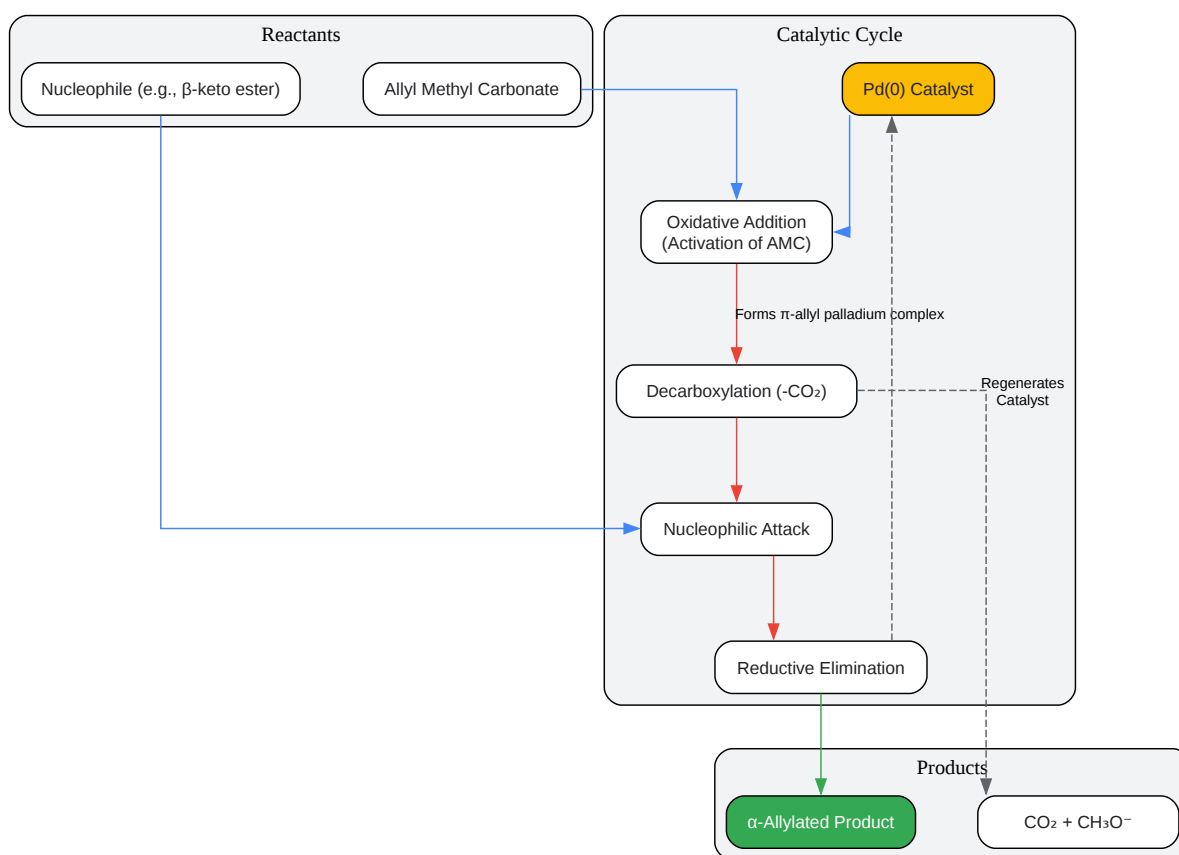 Reactants
Nucleophile (e.g., β-keto ester)
Allyl Methyl Carbonate
Catalytic Cycle
Pd(0) Catalyst
Oxidative Addition
(Activation of AMC)
Forms π-allyl palladium complex
Decarboxylation (-CO₂)
Regenerates
Catalyst
Nucleophilic Attack
Reductive Elimination
Products
α-Allylated Product
CO₂ + CH₃O⁻